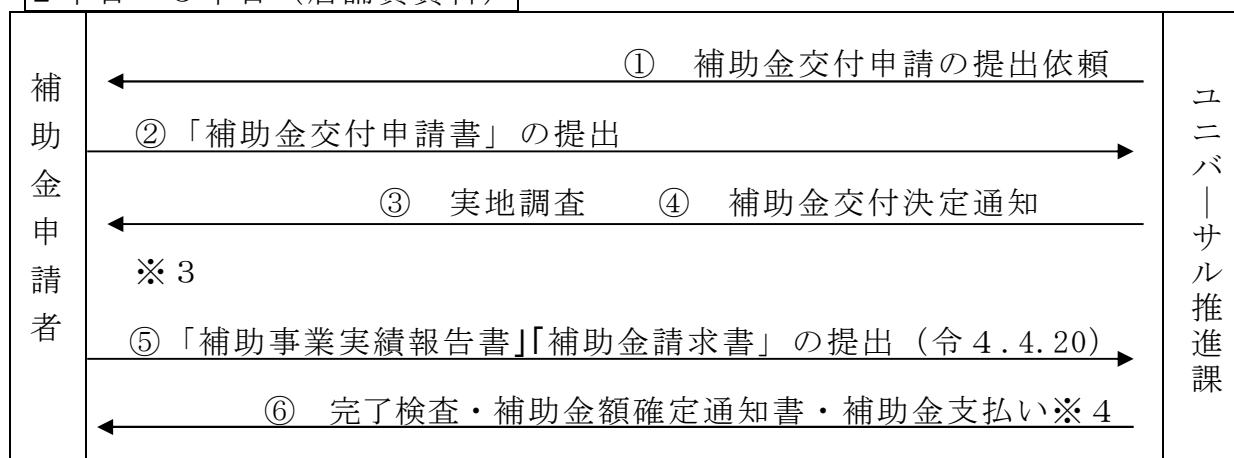 補助金申請者
① 補助金交付申請の提出依頼
②「補助金交付申請書」の提出
③ 実地調査 ④ 補助金交付決定通知
※3
⑤「補助事業実績報告書」「補助金請求書」の提出（令4.4.20）
⑥ 完了検査・補助金額確定通知書・補助金支払い※4
ユニバーサル推進課